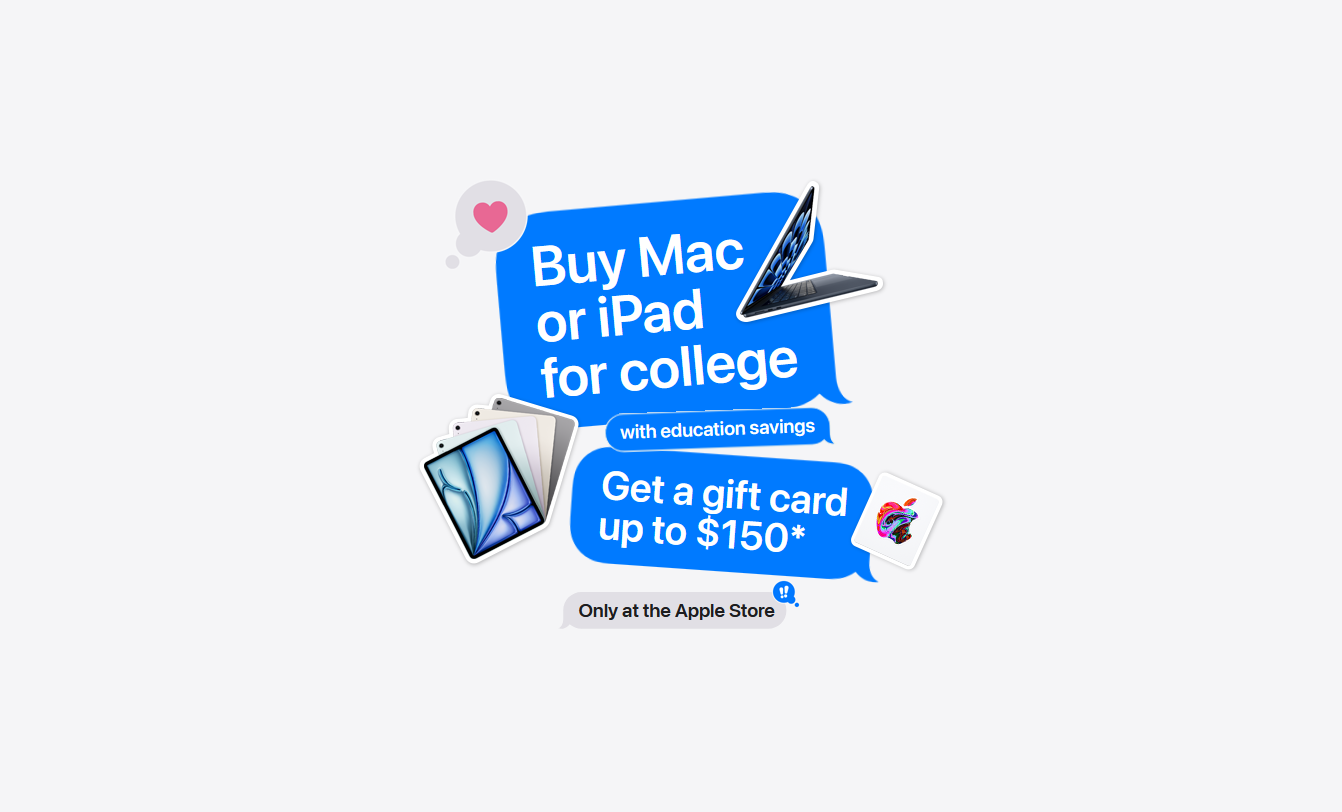 Buy Mac
or iPad
for college
with education savings
Get a gift card
up to $150*
Only at the Apple Store
!!